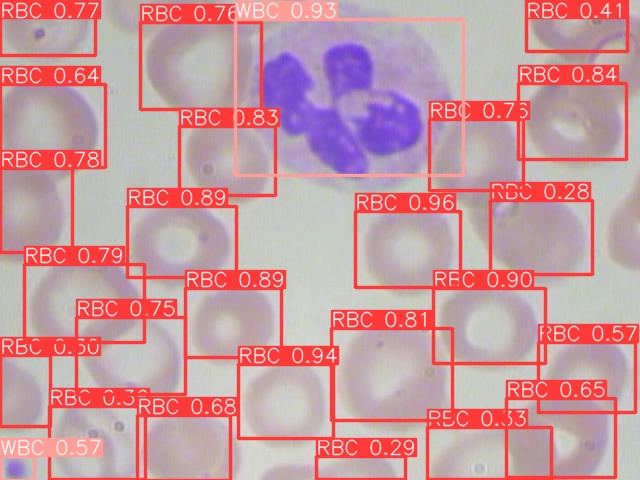 RBC 0.77
RBC 0.76
WBC 0.93
RBC 0.41
RBC 0.64
RBC 0.84
RBC 0.83
RBC 0.76
RBC 0.78
RBC 0.89
RBC 0.96
RBC 0.28
RBC 0.79
RBC 0.89
RBC 0.90
RBC 0.75
RBC 0.81
RBC 0.57
RBC
RBC 0.94
RBC 0.65
RBC
RBC 0.68
RBC 0.33
WBC 0.57
RBC 0.29